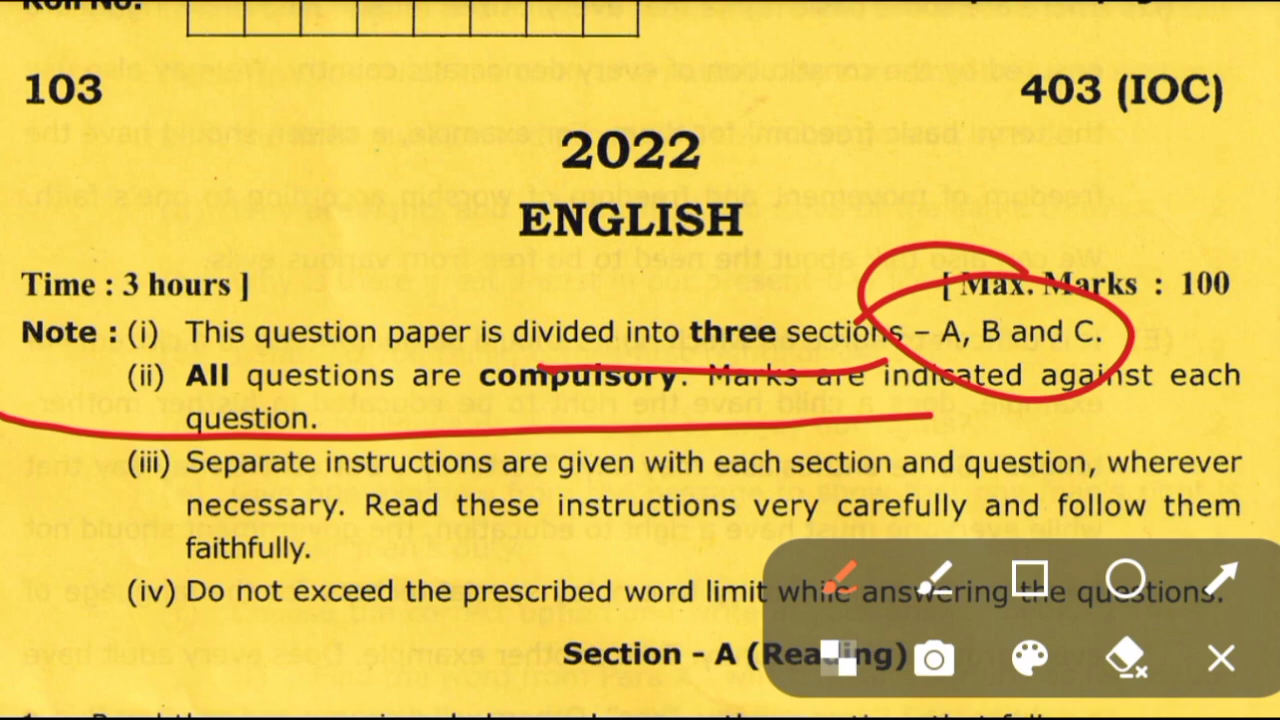 Roll No.
103
403 (IOC)
2022
ENGLISH
Time : 3 hours ]
[ Max. Marks : 100
Note : (i) This question paper is divided into three sections – A, B and C.
(ii) All questions are compulsory. Marks are indicated against each
question.
(iii) Separate instructions are given with each section and question, wherever
necessary. Read these instructions very carefully and follow them
faithfully.
(iv) Do not exceed the prescribed word limit while answering the questions.
Section - A (Reading)